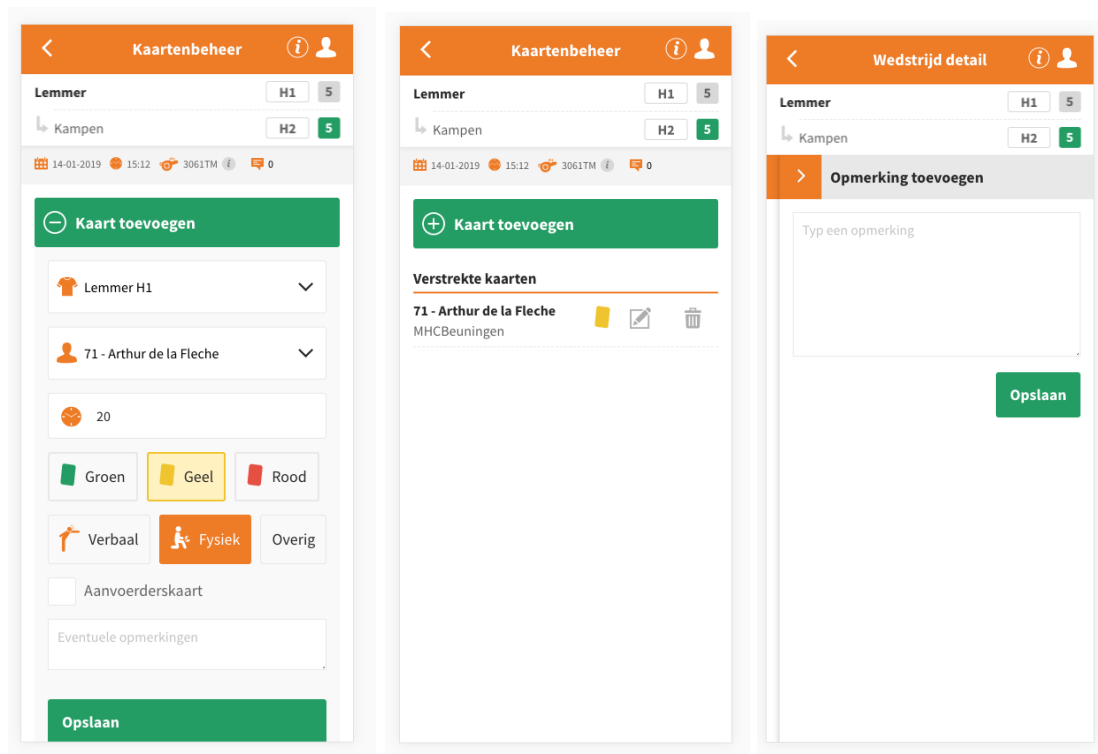 Kaartenbeheer i
Lemmer H1 5
Kampen H2 5
14-01-2019 15:12 3061TM i 0
Kaart toevoegen
Lemmer H1
71 - Arthur de la Fleche
20
Groen Geel Rood
Verbaal Fysiek Overig
Aanvoerderskaart
Eventuele opmerkingen
Opslaan
Kaartenbeheer i
Lemmer H1 5
Kampen H2 5
14-01-2019 15:12 3061TM i 0
Kaart toevoegen
Verstrekte kaarten
71 - Arthur de la Fleche
MHCBeuningen
Wedstrijd detail i
Lemmer H1 5
Kampen H2 5
Opmerking toevoegen
Typ een opmerking
Opslaan